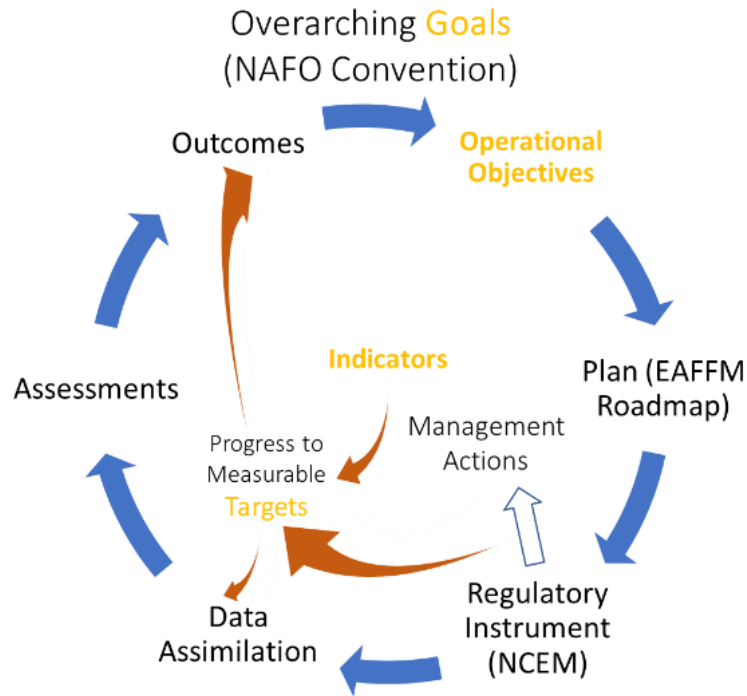 Overarching Goals
(NAFO Convention)
Outcomes
Operational
Objectives
Indicators
Plan (EAFFM
Roadmap)
Assessments
Management
Actions
Progress to
Measurable
Targets
Regulatory
Instrument
(NCEM)
Data
Assimilation